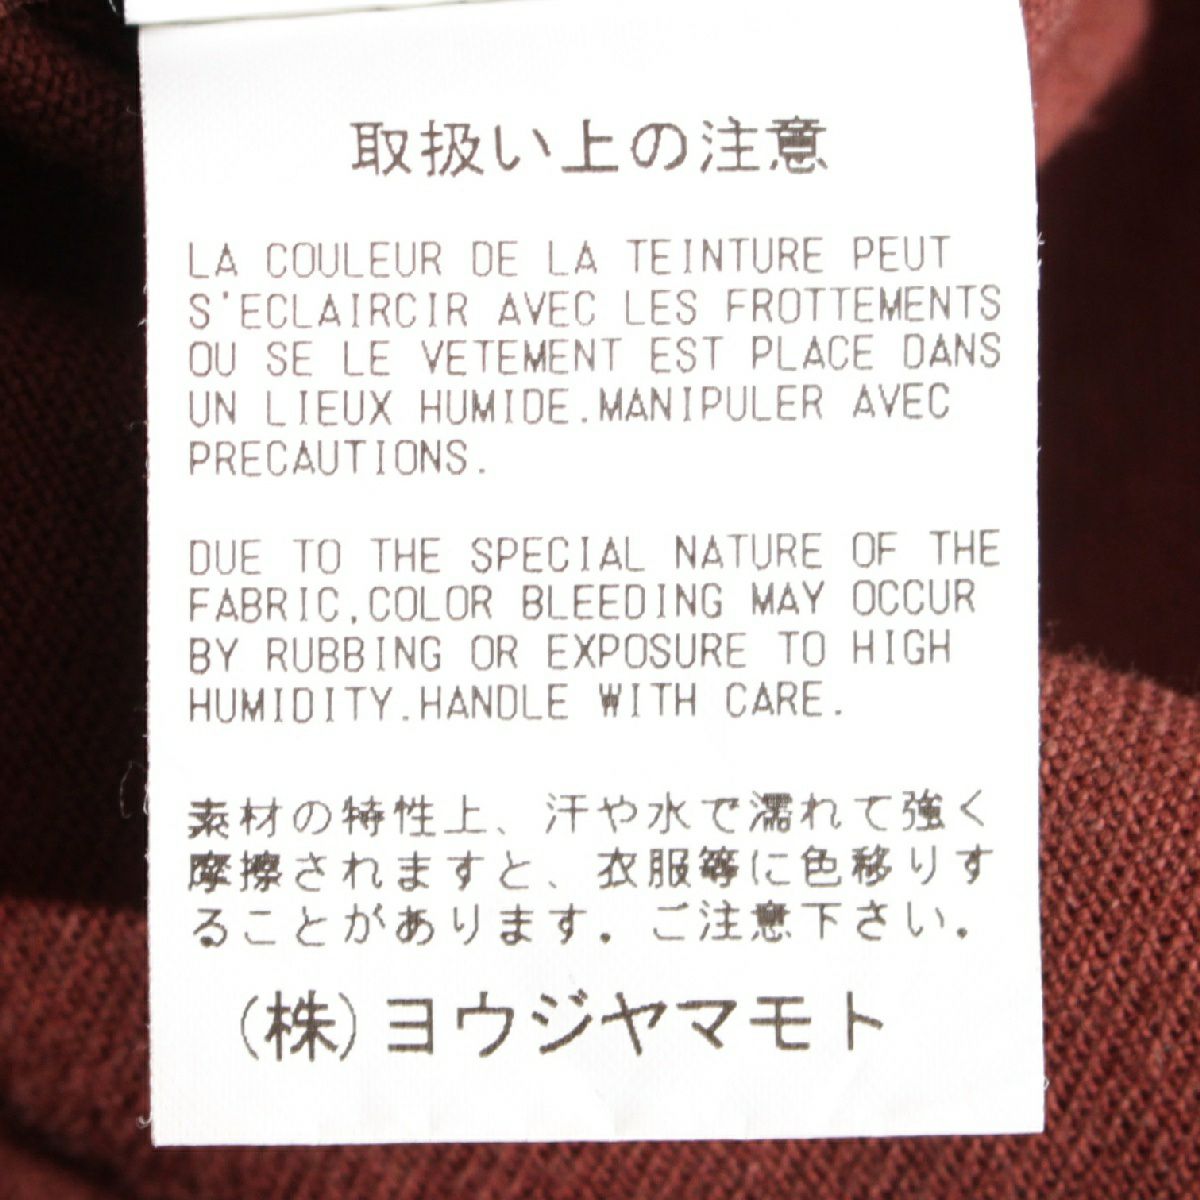 取扱い上の注意
LA COULEUR DE LA TEINTURE PEUT
S'ECLAIRCIR AVEC LES FROTTEMENTS
OU SE LE VETEMENT EST PLACE DANS
UN LIEUX HUMIDE.MANIPULER AVEC
PRECAUTIONS.
DUE TO THE SPECIAL NATURE OF THE
FABRIC,COLOR BLEEDING MAY OCCUR
BY RUBBING OR EXPOSURE TO HIGH
HUMIDITY.HANDLE WITH CARE.
素材の特性上、汗や水で濡れて強く
摩擦されますと、衣服等に色移りす
ることがあります。ご注意下さい。
(株)ヨウジヤマモト